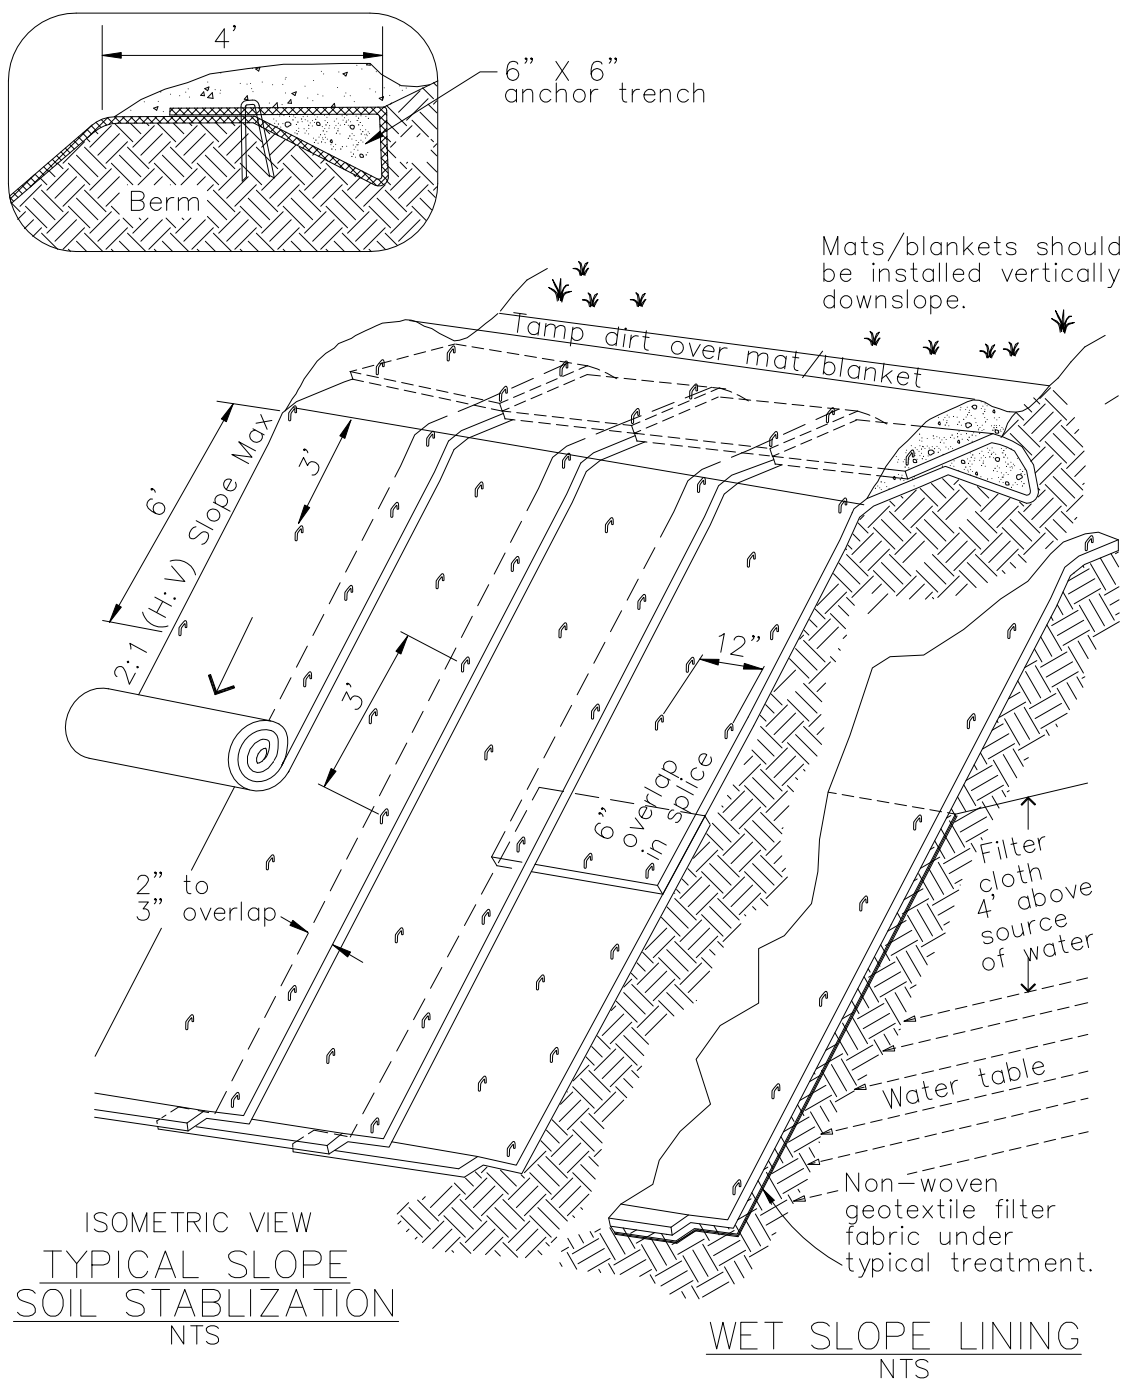 4'
6" X 6"
anchor trench
Berm
Mats/blankets should
be installed vertically
downslope.
Tamp dirt over mat/blanket
6'
3'
2:1 (H: V) Slope Max
12"
3'
6" overlap
in splice
2" to
3" overlap
Filter
cloth
4' above
source
of water
Water table
Non-woven
geotextile filter
fabric under
typical treatment.
ISOMETRIC VIEW
TYPICAL SLOPE
SOIL STABLIZATION
NTS
WET SLOPE LINING
NTS